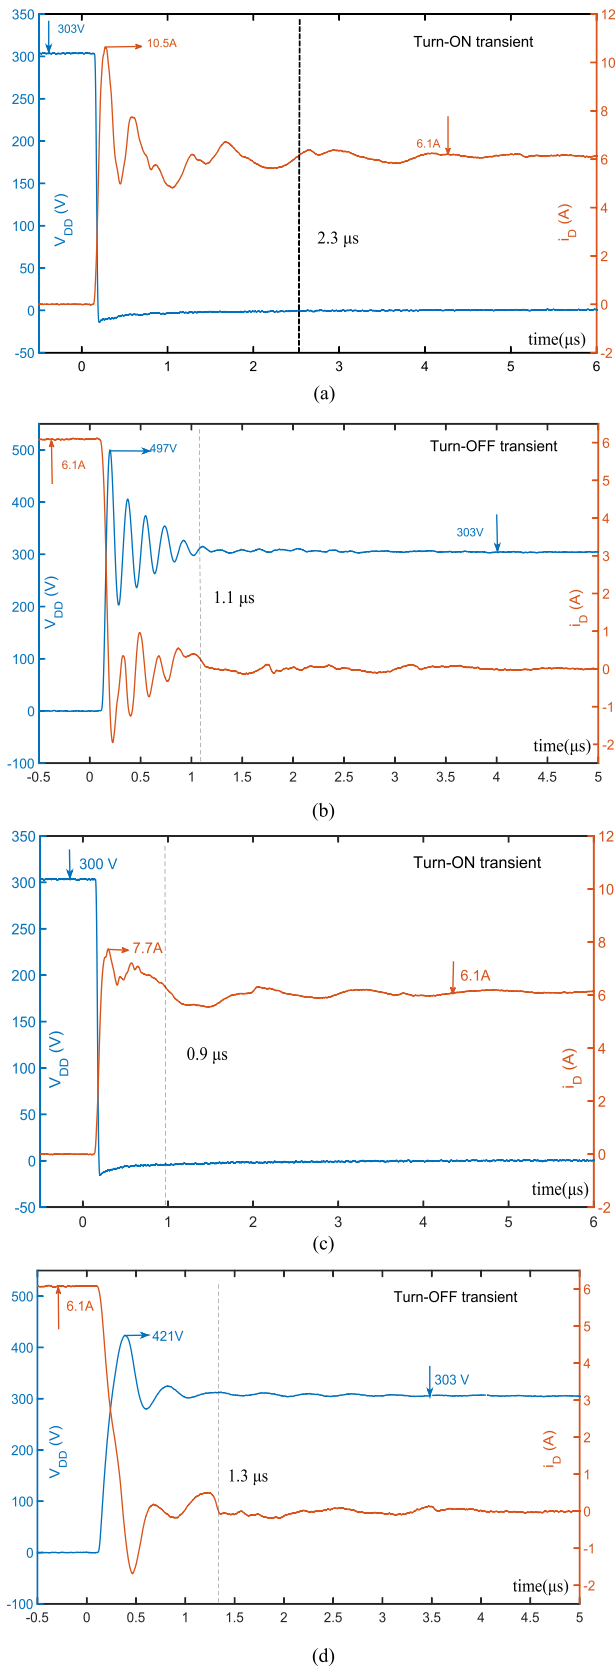 350
300
250
200
150
100
50
0
-50
303V
10.5A
Turn-ON transient
6.1A
2.3 μs
time(μs)
V_DD (V)
i_D (A)
12
10
8
6
4
2
0
-2
0 1 2 3 4 5 6
(a)
500
400
300
200
100
0
-100
6.1A
497V
Turn-OFF transient
303V
1.1 μs
time(μs)
V_DD (V)
i_D (A)
6
5
4
3
2
1
0
-1
-2
-0.5 0 0.5 1 1.5 2 2.5 3 3.5 4 4.5 5
(b)
350
300
250
200
150
100
50
0
-50
300 V
7.7A
Turn-ON transient
6.1A
0.9 μs
time(μs)
V_DD (V)
i_D (A)
12
10
8
6
4
2
0
-2
0 1 2 3 4 5 6
(c)
500
400
300
200
100
0
-100
6.1A
421V
Turn-OFF transient
303 V
1.3 μs
time(μs)
V_DD (V)
i_D (A)
6
5
4
3
2
1
0
-1
-2
-0.5 0 0.5 1 1.5 2 2.5 3 3.5 4 4.5 5
(d)